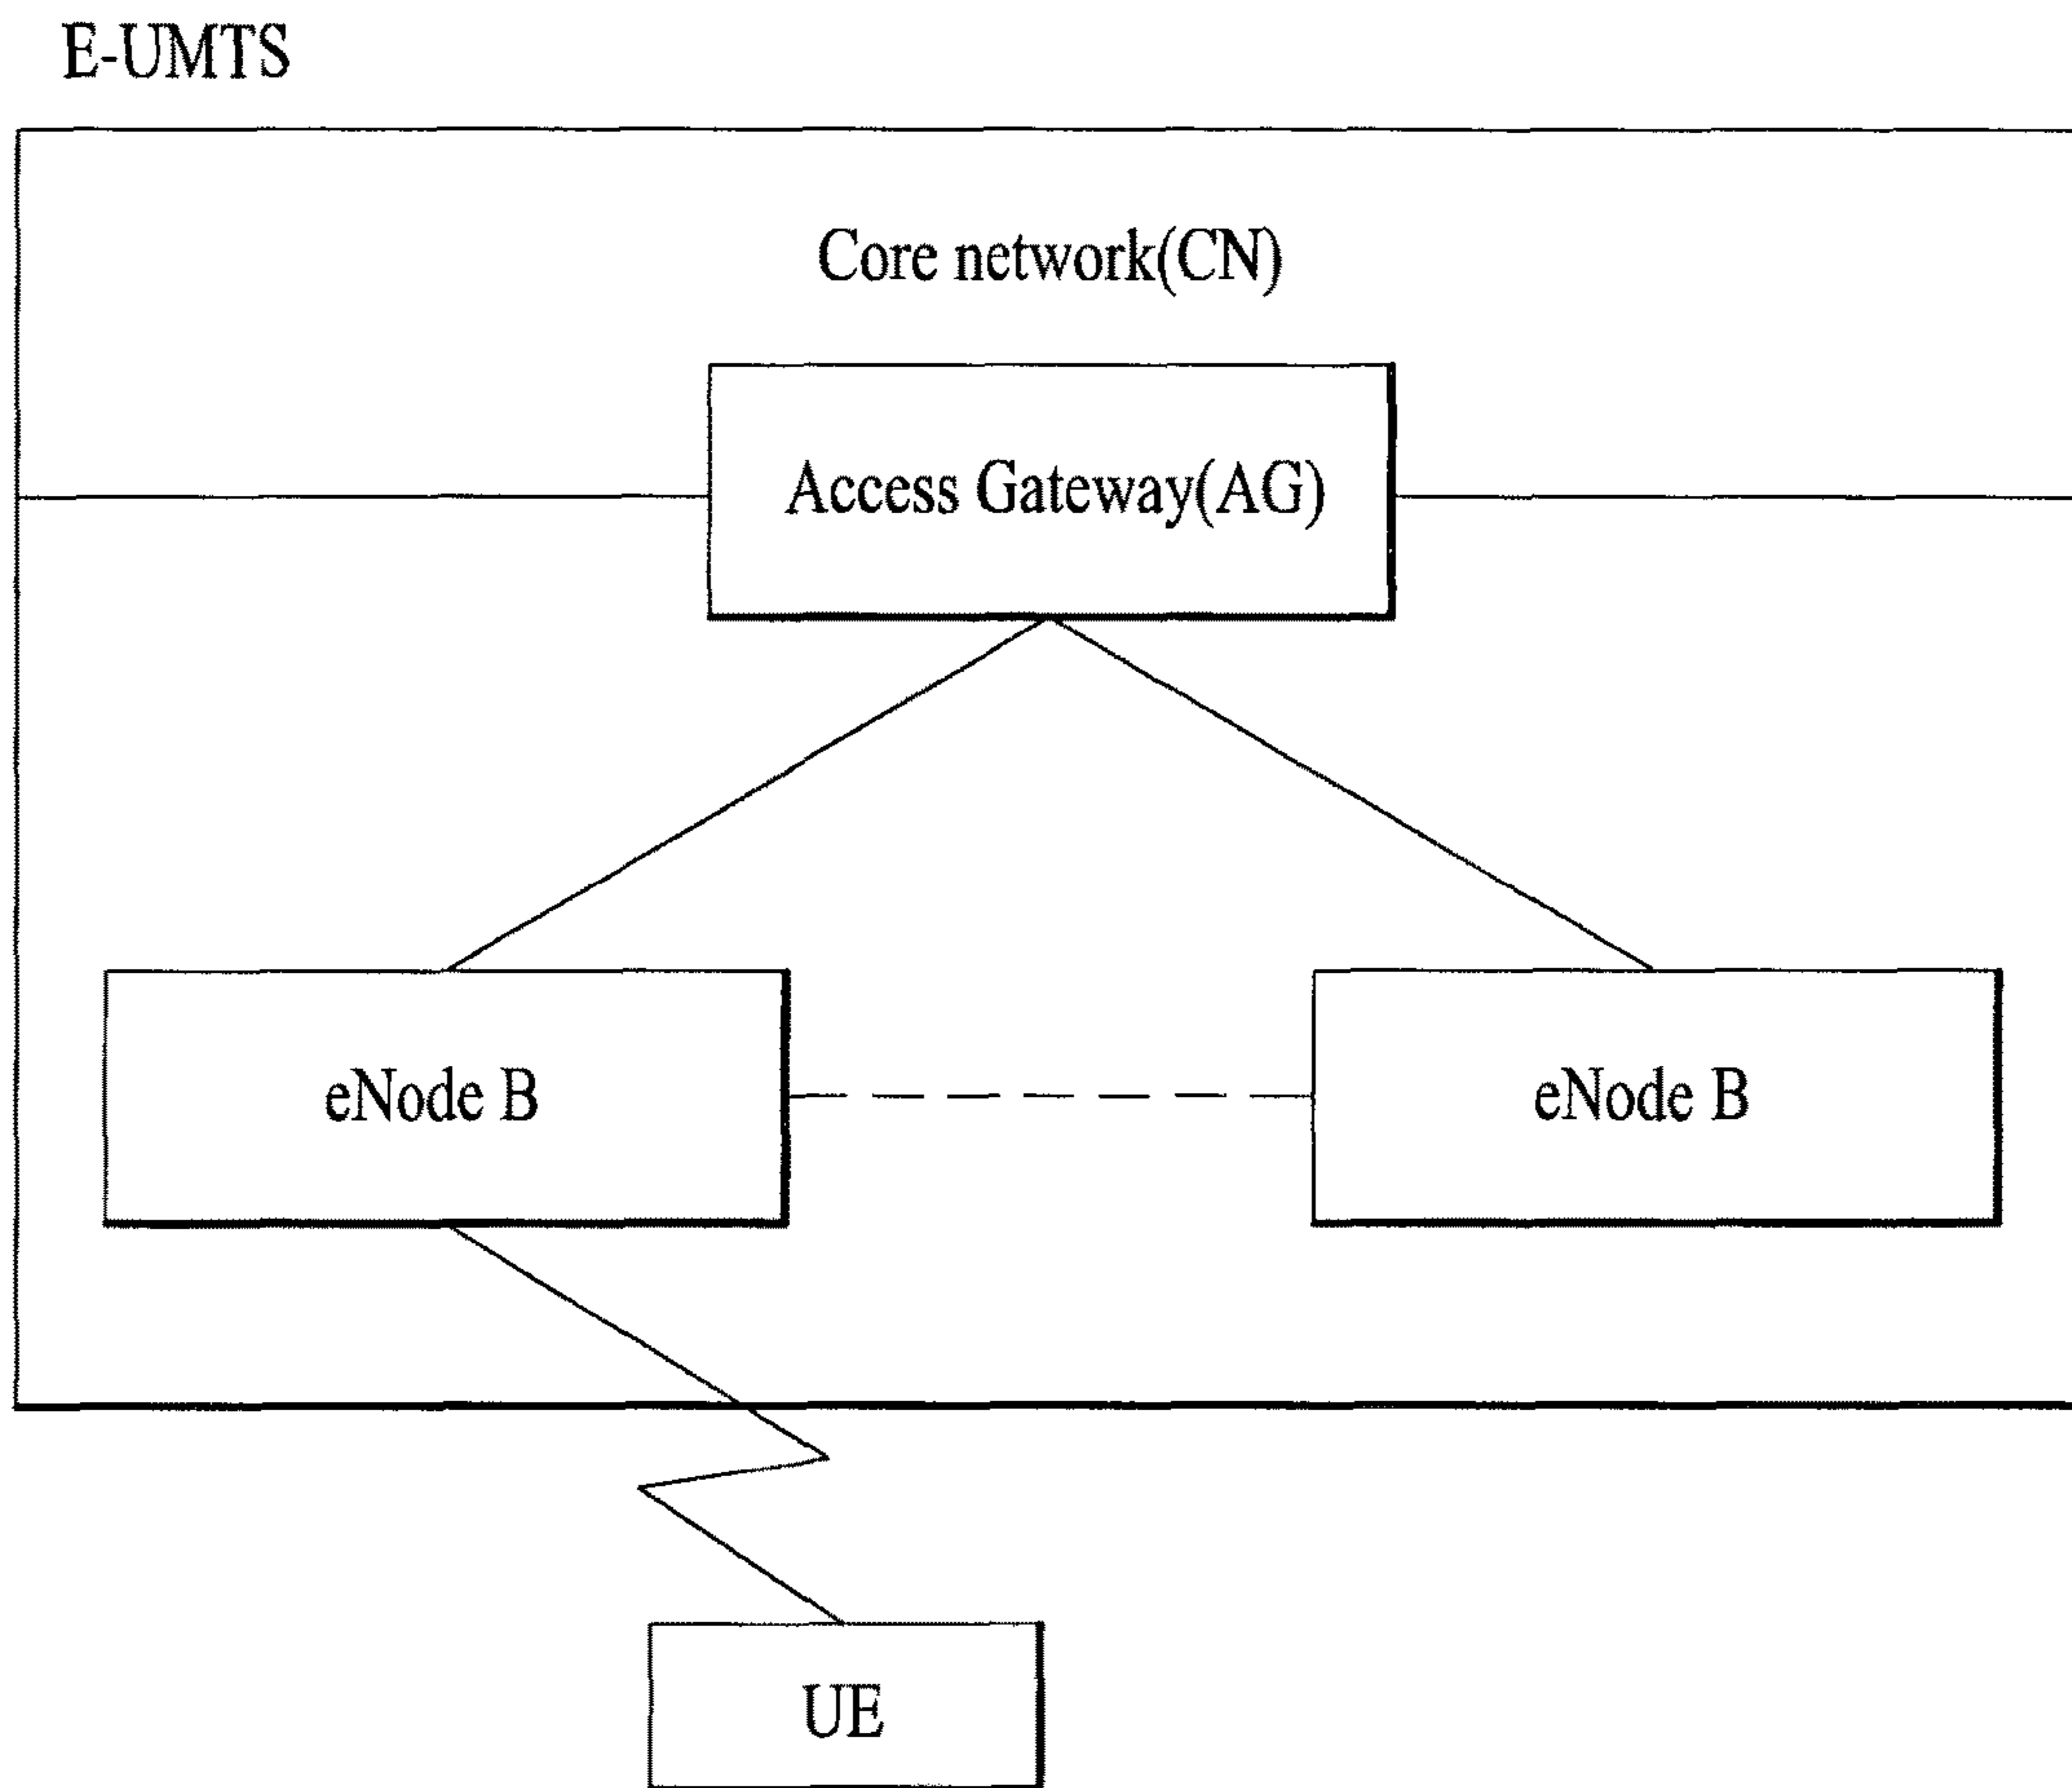 E-UMTS
Core network(CN)
Access Gateway(AG)
eNode B
eNode B
UE